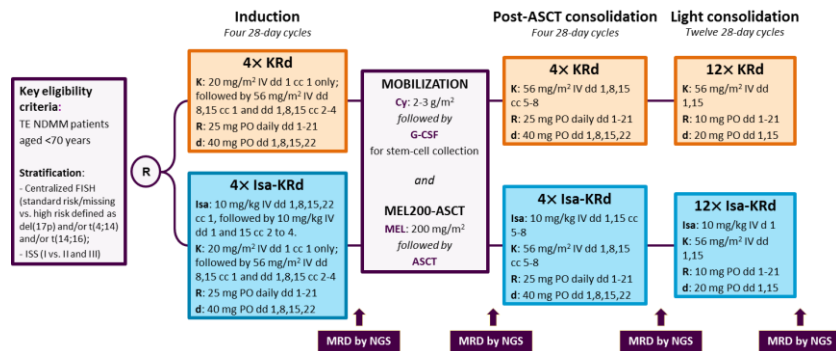 Induction
Four 28-day cycles
Post-ASCT consolidation
Four 28-day cycles
Light consolidation
Twelve 28-day cycles
Key eligibility
criteria:
TE NDMM patients
aged <70 years
Stratification:
- Centralized FISH
(standard risk/missing
vs. high risk defined as
del(17p) and/or t(4;14)
and/or t(14;16);
- ISS (I vs. II and III)
R
4× KRd
K: 20 mg/m² IV dd 1 cc 1 only;
followed by 56 mg/m² IV dd
8,15 cc 1 and dd 1,8,15 cc 2-4
R: 25 mg PO daily dd 1-21
d: 40 mg PO dd 1,8,15,22
4× Isa-KRd
Isa: 10 mg/kg IV dd 1,8,15,22
cc 1, followed by 10 mg/kg IV
dd 1 and 15 cc 2 to 4.
K: 20 mg/m² IV dd 1 cc 1 only;
followed by 56 mg/m² IV dd
8,15 cc 1 and dd 1,8,15 cc 2-4
R: 25 mg PO daily dd 1-21
d: 40 mg PO dd 1,8,15,22
MOBILIZATION
Cy: 2-3 g/m²
followed by
G-CSF
for stem-cell collection
and
MEL200-ASCT
MEL: 200 mg/m²
followed by
ASCT
4× KRd
K: 56 mg/m² IV dd 1,8,15
cc 5-8
R: 25 mg PO daily dd 1-21
d: 40 mg PO dd 1,8,15,22
4× Isa-KRd
Isa: 10 mg/kg IV dd 1,15 cc
5-8
K: 56 mg/m² IV dd 1,8,15
cc 5-8
R: 25 mg PO daily dd 1-21
d: 40 mg PO dd 1,8,15,22
12× KRd
K: 56 mg/m² IV dd
1,15
R: 10 mg PO dd 1-21
d: 20 mg PO dd 1,15
12× Isa-KRd
Isa: 10 mg/kg IV d 1
K: 56 mg/m² IV dd
1,15
R: 10 mg PO dd 1-21
d: 20 mg PO dd 1,15
MRD by NGS
MRD by NGS
MRD by NGS
MRD by NGS